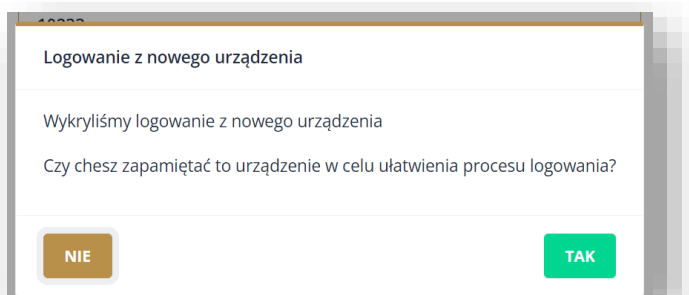 Logowanie z nowego urządzenia
Wykryliśmy logowanie z nowego urządzenia
Czy chesz zapamiętać to urządzenie w celu ułatwienia procesu logowania?
NIE
TAK